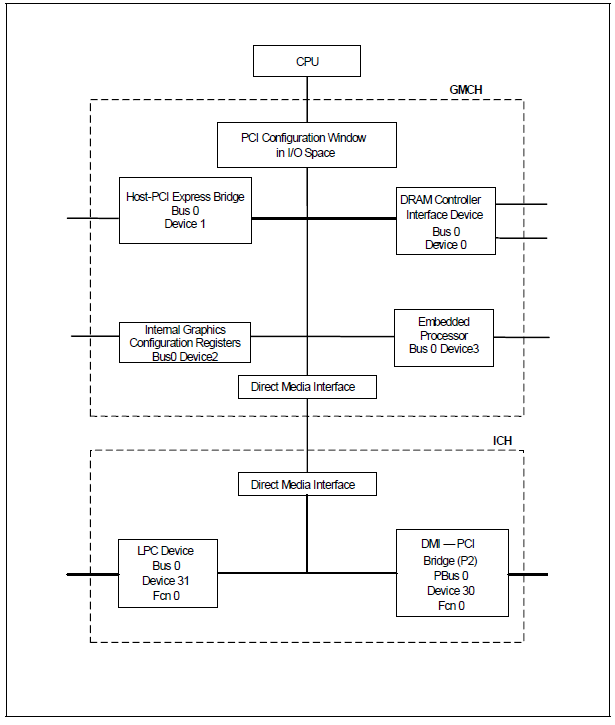 CPU
GMCH
PCI Configuration Window
in I/O Space
Host-PCI Express Bridge
Bus 0
Device 1
DRAM Controller
Interface Device
Bus 0
Device 0
Internal Graphics
Configuration Registers
Bus0 Device2
Embedded
Processor
Bus 0 Device3
Direct Media Interface
ICH
Direct Media Interface
LPC Device
Bus 0
Device 31
Fcn 0
DMI — PCI
Bridge (P2)
PBus 0
Device 30
Fcn 0